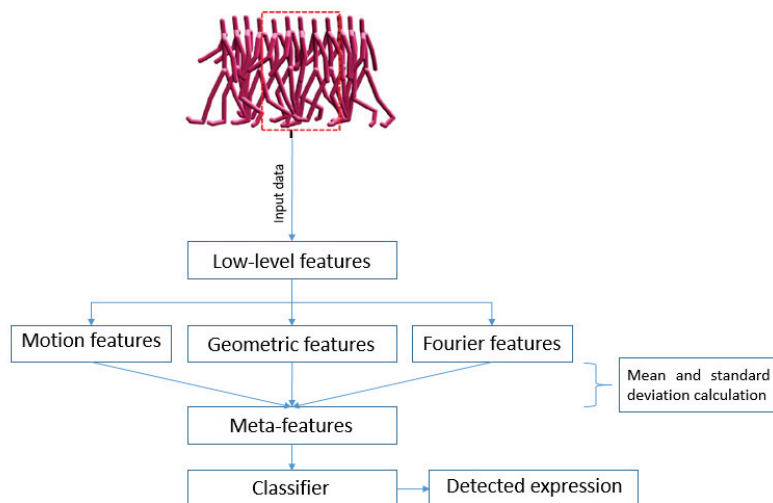 Input data
Low-level features
Motion features
Geometric features
Fourier features
Mean and standard
deviation calculation
Meta-features
Classifier
Detected expression